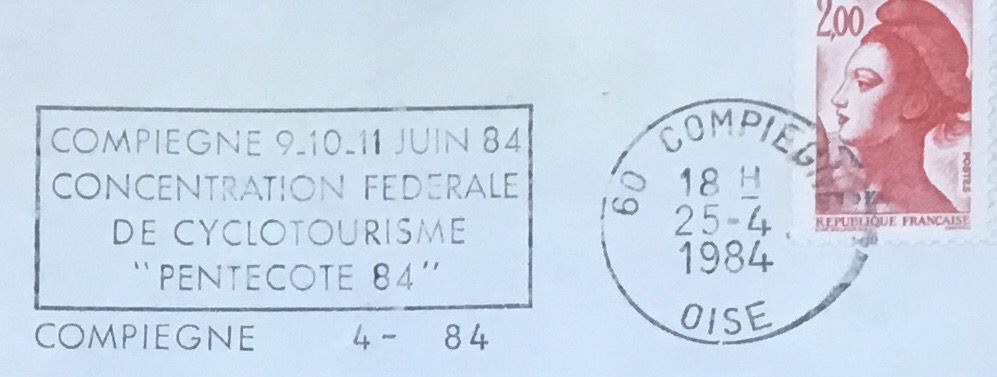 COMPIEGNE 9-10-11 JUIN 84
CONCENTRATION FEDERALE
DE CYCLOTOURISME
"PENTECOTE 84"
COMPIEGNE 4- 84
60 COMPIEGNE
18 H
25-4
1984
OISE
2,00
POSTES
REPUBLIQUE FRANCAISE